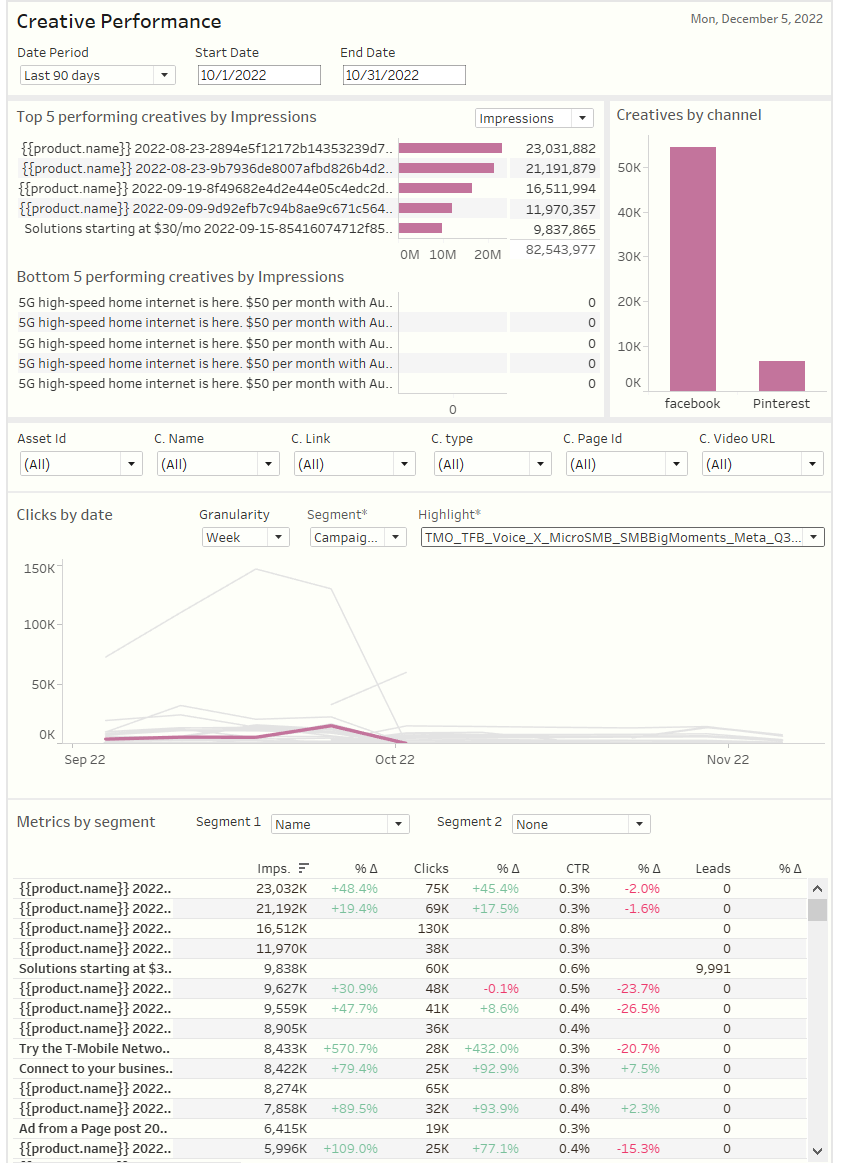 Creative Performance
Mon, December 5, 2022
Date Period
Start Date
End Date
Last 90 days
10/1/2022
10/31/2022
Top 5 performing creatives by Impressions
Impressions
{{product.name}} 2022-08-23-2894e5f12172b14353239d7.. 23,031,882
{{product.name}} 2022-08-23-9b7936de8007afbd826b4d2.. 21,191,879
{{product.name}} 2022-09-19-8f49682e4d2e44e05c4edc2d.. 16,511,994
{{product.name}} 2022-09-09-9d92efb7c94b8ae9c671c564.. 11,970,357
Solutions starting at $30/mo 2022-09-15-85416074712f85.. 9,837,865
0M 10M 20M 82,543,977
Bottom 5 performing creatives by Impressions
5G high-speed home internet is here. $50 per month with Au.. 0
5G high-speed home internet is here. $50 per month with Au.. 0
5G high-speed home internet is here. $50 per month with Au.. 0
5G high-speed home internet is here. $50 per month with Au.. 0
5G high-speed home internet is here. $50 per month with Au.. 0
0
Creatives by channel
50K
40K
30K
20K
10K
0K
facebook Pinterest
Asset Id C. Name C. Link C. type C. Page Id C. Video URL
(All) (All) (All) (All) (All) (All)
Clicks by date
Granularity Segment* Highlight*
Week Campaig... TMO_TFB_Voice_X_MicroSMB_SMBBigMoments_Meta_Q3...
150K
100K
50K
0K
Sep 22 Oct 22 Nov 22
Metrics by segment Segment 1 Name Segment 2 None
Imps. % Δ Clicks % Δ CTR % Δ Leads % Δ
{{product.name}} 2022.. 23,032K +48.4% 75K +45.4% 0.3% -2.0% 0
{{product.name}} 2022.. 21,192K +19.4% 69K +17.5% 0.3% -1.6% 0
{{product.name}} 2022.. 16,512K 130K 0.8% 0
{{product.name}} 2022.. 11,970K 38K 0.3% 0
Solutions starting at $3.. 9,838K 60K 0.6% 9,991
{{product.name}} 2022.. 9,627K +30.9% 48K -0.1% 0.5% -23.7% 0
{{product.name}} 2022.. 9,559K +47.7% 41K +8.6% 0.4% -26.5% 0
{{product.name}} 2022.. 8,905K 36K 0.4% 0
Try the T-Mobile Netwo.. 8,433K +570.7% 28K +432.0% 0.3% -20.7% 0
Connect to your busines.. 8,422K +79.4% 25K +92.9% 0.3% +7.5% 0
{{product.name}} 2022.. 8,274K 65K 0.8% 0
{{product.name}} 2022.. 7,858K +89.5% 32K +93.9% 0.4% +2.3% 0
Ad from a Page post 20.. 6,415K 19K 0.3% 0
{{product.name}} 2022.. 5,996K +109.0% 25K +77.1% 0.4% -15.3% 0